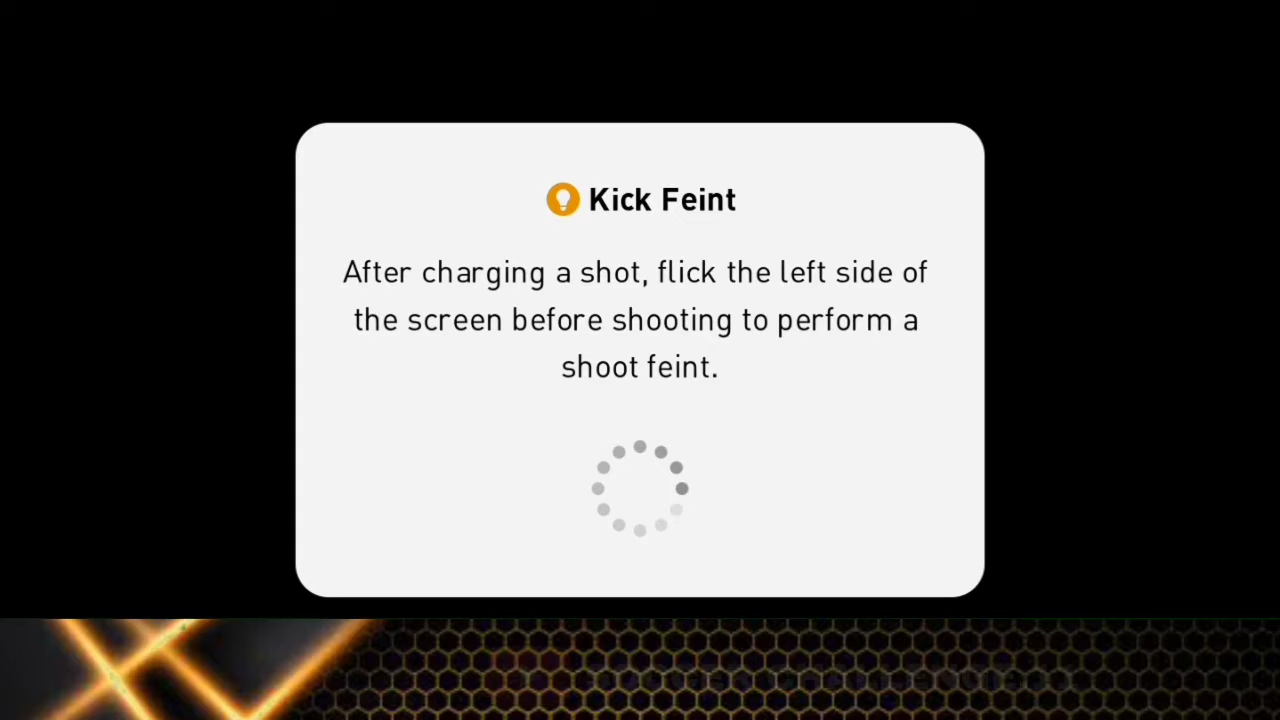 Kick Feint
After charging a shot, flick the left side of
the screen before shooting to perform a
shoot feint.